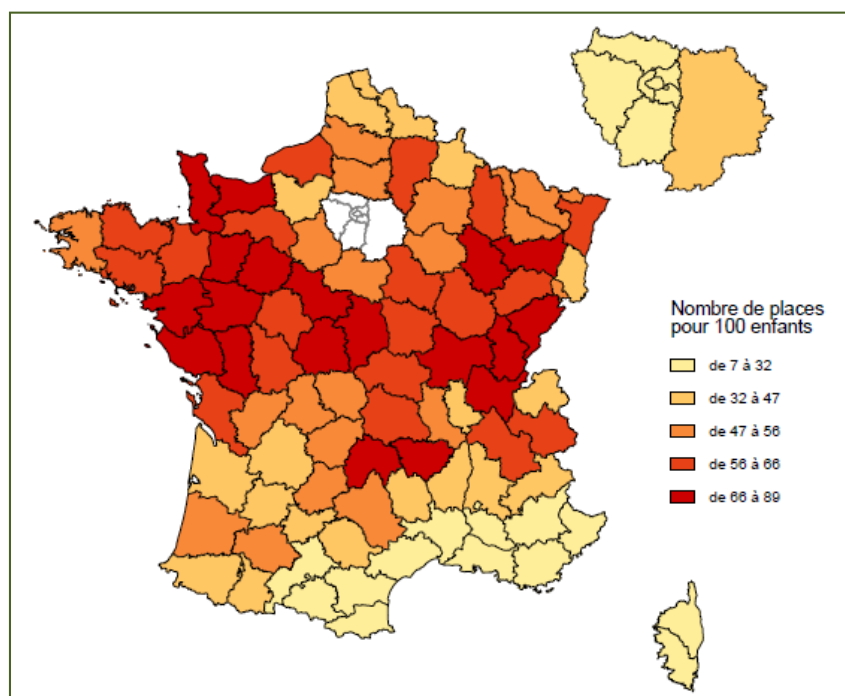 Nombre de places
pour 100 enfants
de 7 à 32
de 32 à 47
de 47 à 56
de 56 à 66
de 66 à 89